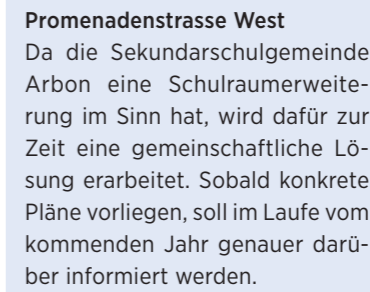 Promenadenstrasse West
Da die Sekundarschulgemeinde
Arbon eine Schulraumerweite-
rung im Sinn hat, wird dafür zur
Zeit eine gemeinschaftliche Lö-
sung erarbeitet. Sobald konkrete
Pläne vorliegen, soll im Laufe vom
kommenden Jahr genauer darü-
ber informiert werden.